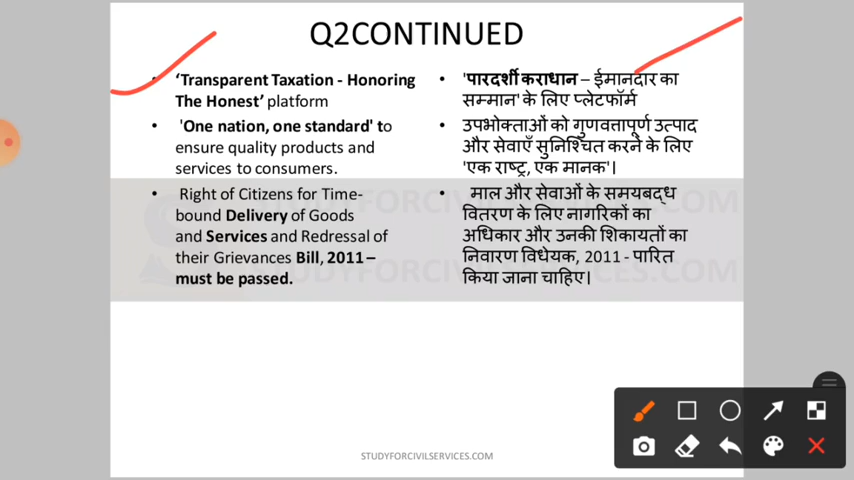 Q2CONTINUED
• 'Transparent Taxation - Honoring
The Honest' platform
• 'One nation, one standard' to
ensure quality products and
services to consumers.
• Right of Citizens for Time-
bound Delivery of Goods
and Services and Redressal of
their Grievances Bill, 2011 –
must be passed.
• 'पारदर्शी कराधान – ईमानदार का
सम्मान' के लिए प्लेटफॉर्म
• उपभोक्ताओं को गुणवत्तापूर्ण उत्पाद
और सेवाएँ सुनिश्चित करने के लिए
'एक राष्ट्र, एक मानक'।
• माल और सेवाओं के समयबद्ध
वितरण के लिए नागरिकों का
अधिकार और उनकी शिकायतों का
निवारण विधेयक, 2011 - पारित
किया जाना चाहिए।
STUDYFORCIVILSERVICES.COM